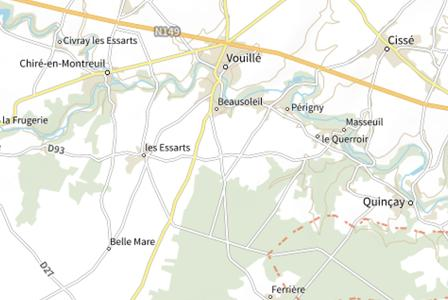 Civray les Essarts
N149
Cissé
Vouillé
Chiré-en-Montreuil
Beausoleil
Périgny
la Frugerie
Masseuil
le Querroir
D93
les Essarts
Quinçay
Belle Mare
D27
Ferrière